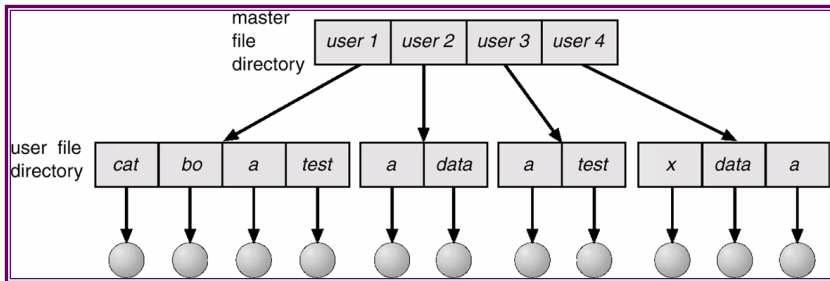 master
file
directory
user 1 user 2 user 3 user 4
user file
directory
cat bo a test a data a test x data a